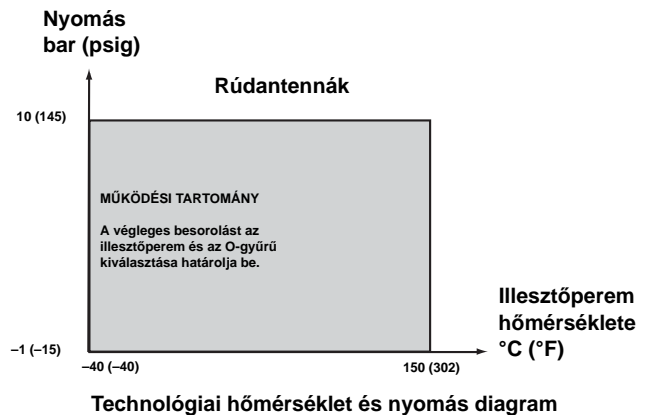 Nyomás
bar (psig)
Rúdantennák
10 (145)
MŰKÖDÉSI TARTOMÁNY
A végleges besorolást az
illesztőperem és az O-gyűrű
kiválasztása határolja be.
Illesztőperem
hőmérséklete
°C (°F)
–1 (–15)
–40 (–40)
150 (302)
Technológiai hőmérséklet és nyomás diagram